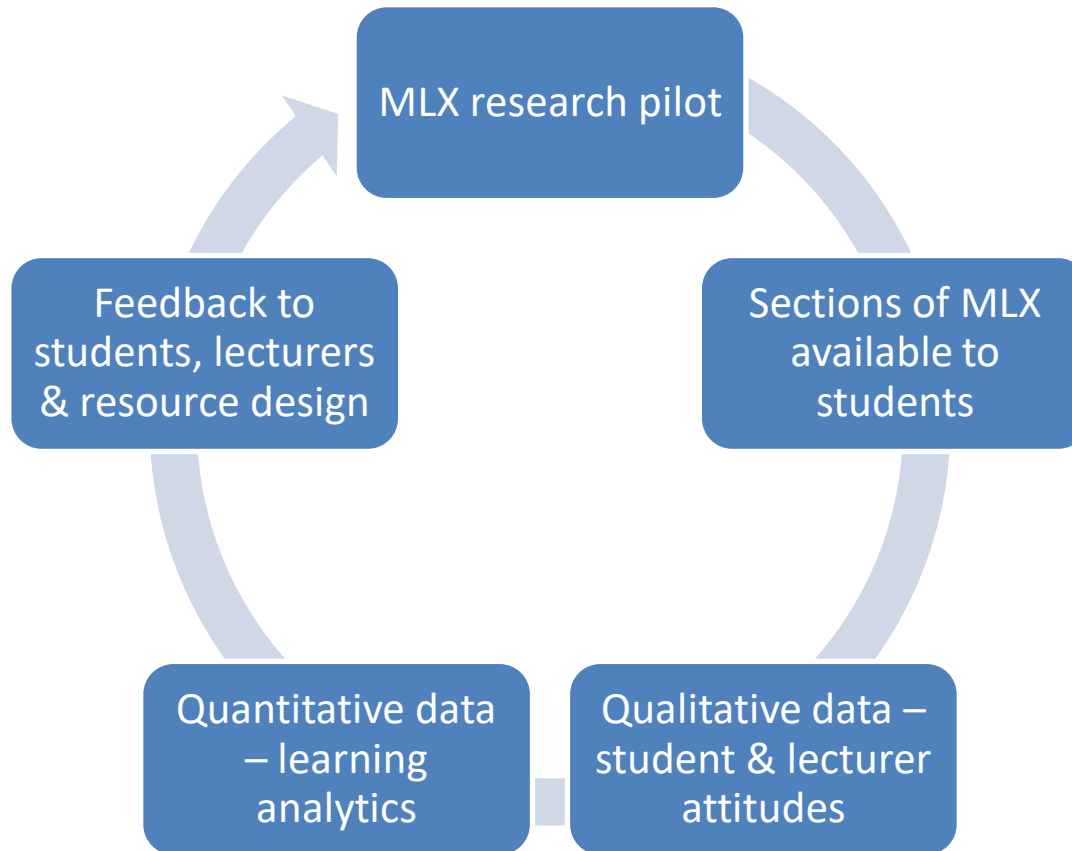 MLX research pilot
Sections of MLX
available to
students
Qualitative data –
student & lecturer
attitudes
Quantitative data
– learning
analytics
Feedback to
students, lecturers
& resource design